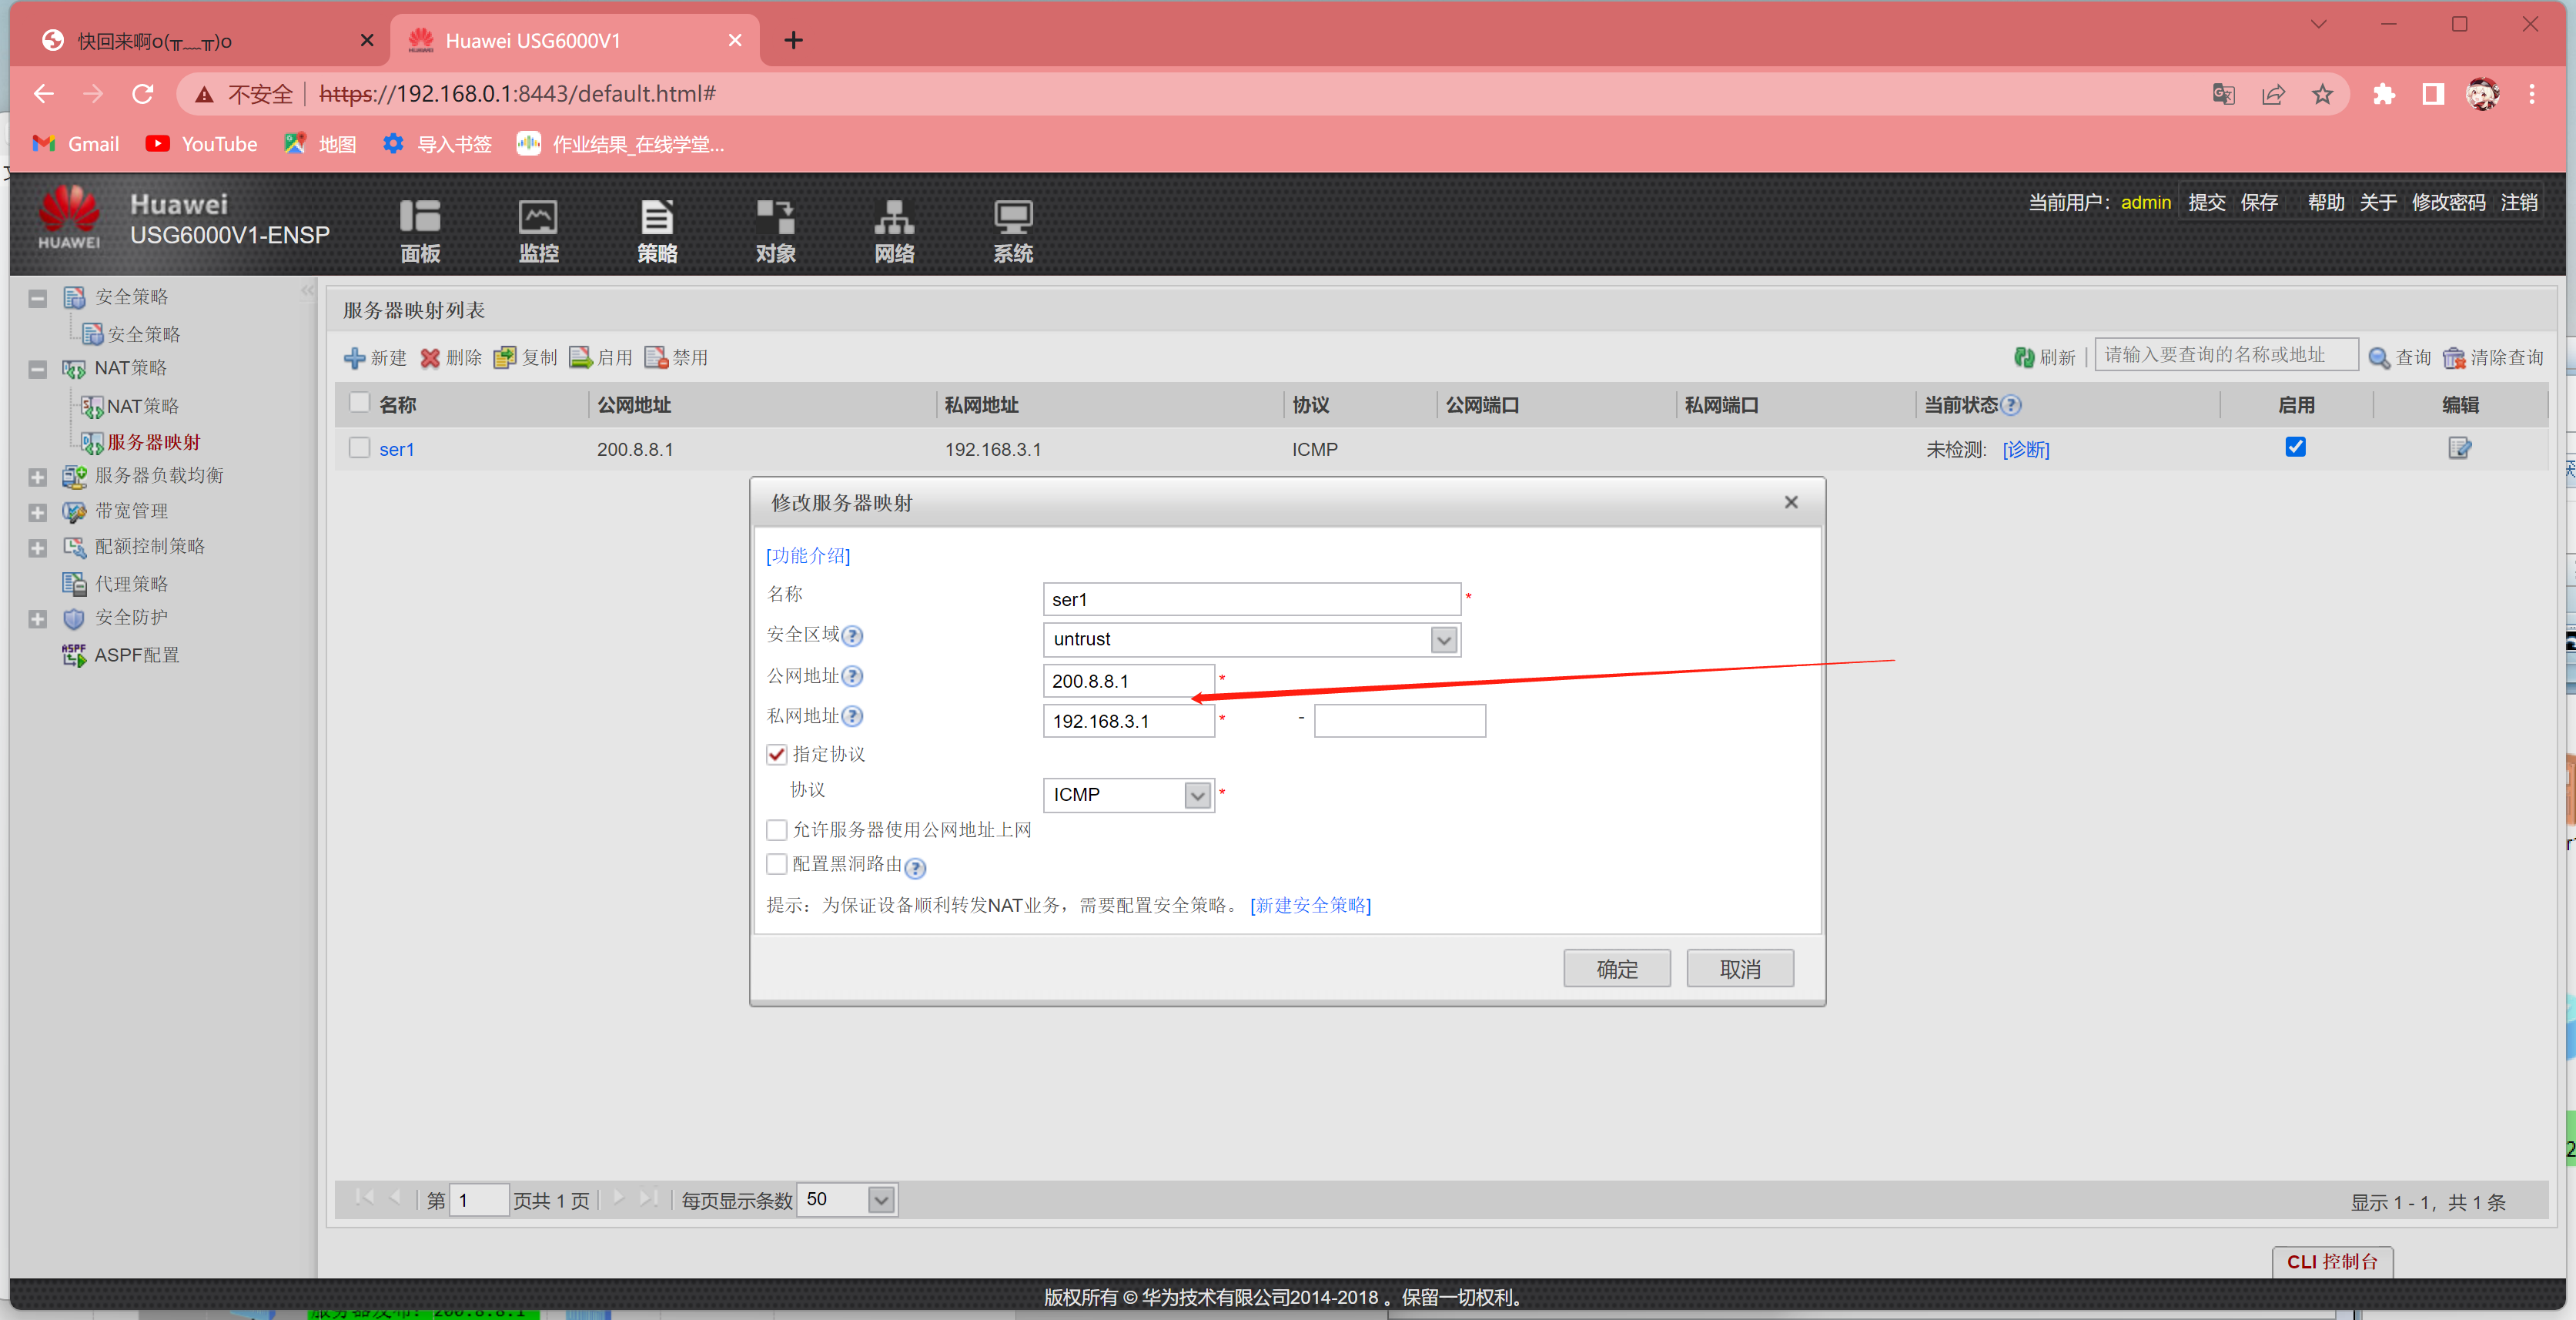 快回来啊o(╥﹏╥)o
Huawei USG6000V1
不安全 https://192.168.0.1:8443/default.html#
Gmail YouTube 地图 导入书签 作业结果_在线学堂...
HUAWEI
Huawei
USG6000V1-ENSP
面板 监控 策略 对象 网络 系统
当前用户：admin 提交 保存 帮助 关于 修改密码 注销
安全策略
安全策略
NAT策略
NAT策略
服务器映射
服务器负载均衡
带宽管理
配额控制策略
代理策略
安全防护
ASPF配置
服务器映射列表
新建 删除 复制 启用 禁用
刷新 请输入要查询的名称或地址 查询 清除查询
名称 公网地址 私网地址 协议 公网端口 私网端口 当前状态 启用 编辑
ser1 200.8.8.1 192.168.3.1 ICMP 未检测: [诊断]
修改服务器映射
[功能介绍]
名称 ser1 *
安全区域 untrust
公网地址 200.8.8.1 *
私网地址 192.168.3.1 * -
指定协议
协议 ICMP *
允许服务器使用公网地址上网
配置黑洞路由
提示：为保证设备顺利转发NAT业务，需要配置安全策略。 [新建安全策略]
确定 取消
第 1 页共 1 页 每页显示条数 50
显示 1 - 1，共 1 条
CLI 控制台
版权所有 © 华为技术有限公司2014-2018 。保留一切权利。